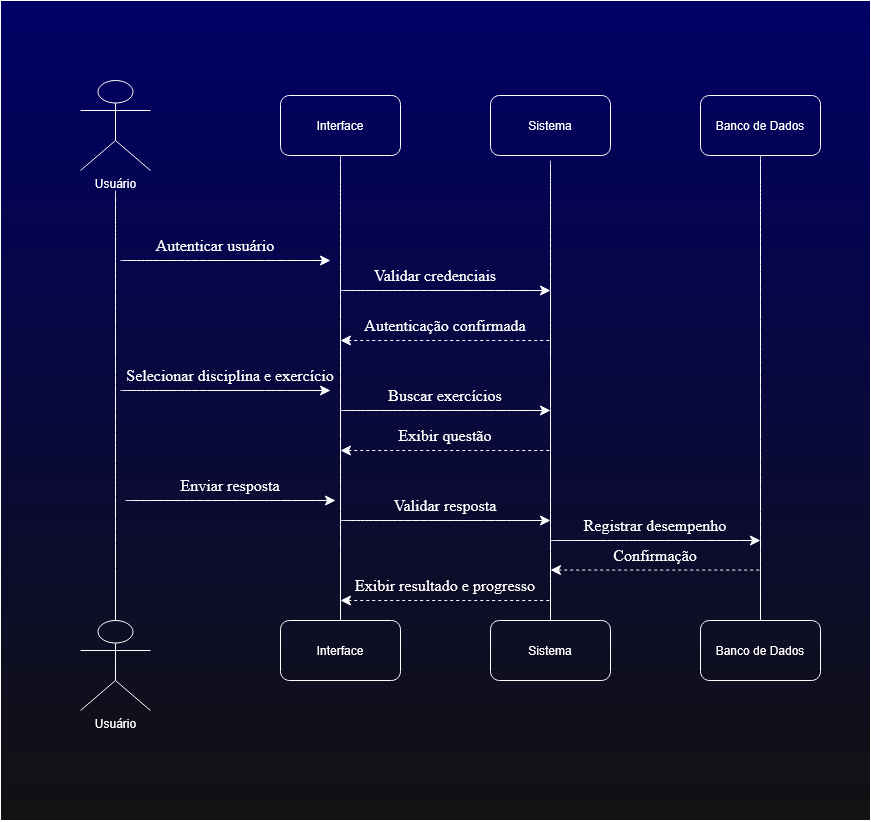 Interface
Sistema
Banco de Dados
Usuário
Autenticar usuário
Validar credenciais
Autenticação confirmada
Selecionar disciplina e exercício
Buscar exercícios
Exibir questão
Enviar resposta
Validar resposta
Registrar desempenho
Confirmação
Exibir resultado e progresso
Interface
Sistema
Banco de Dados
Usuário